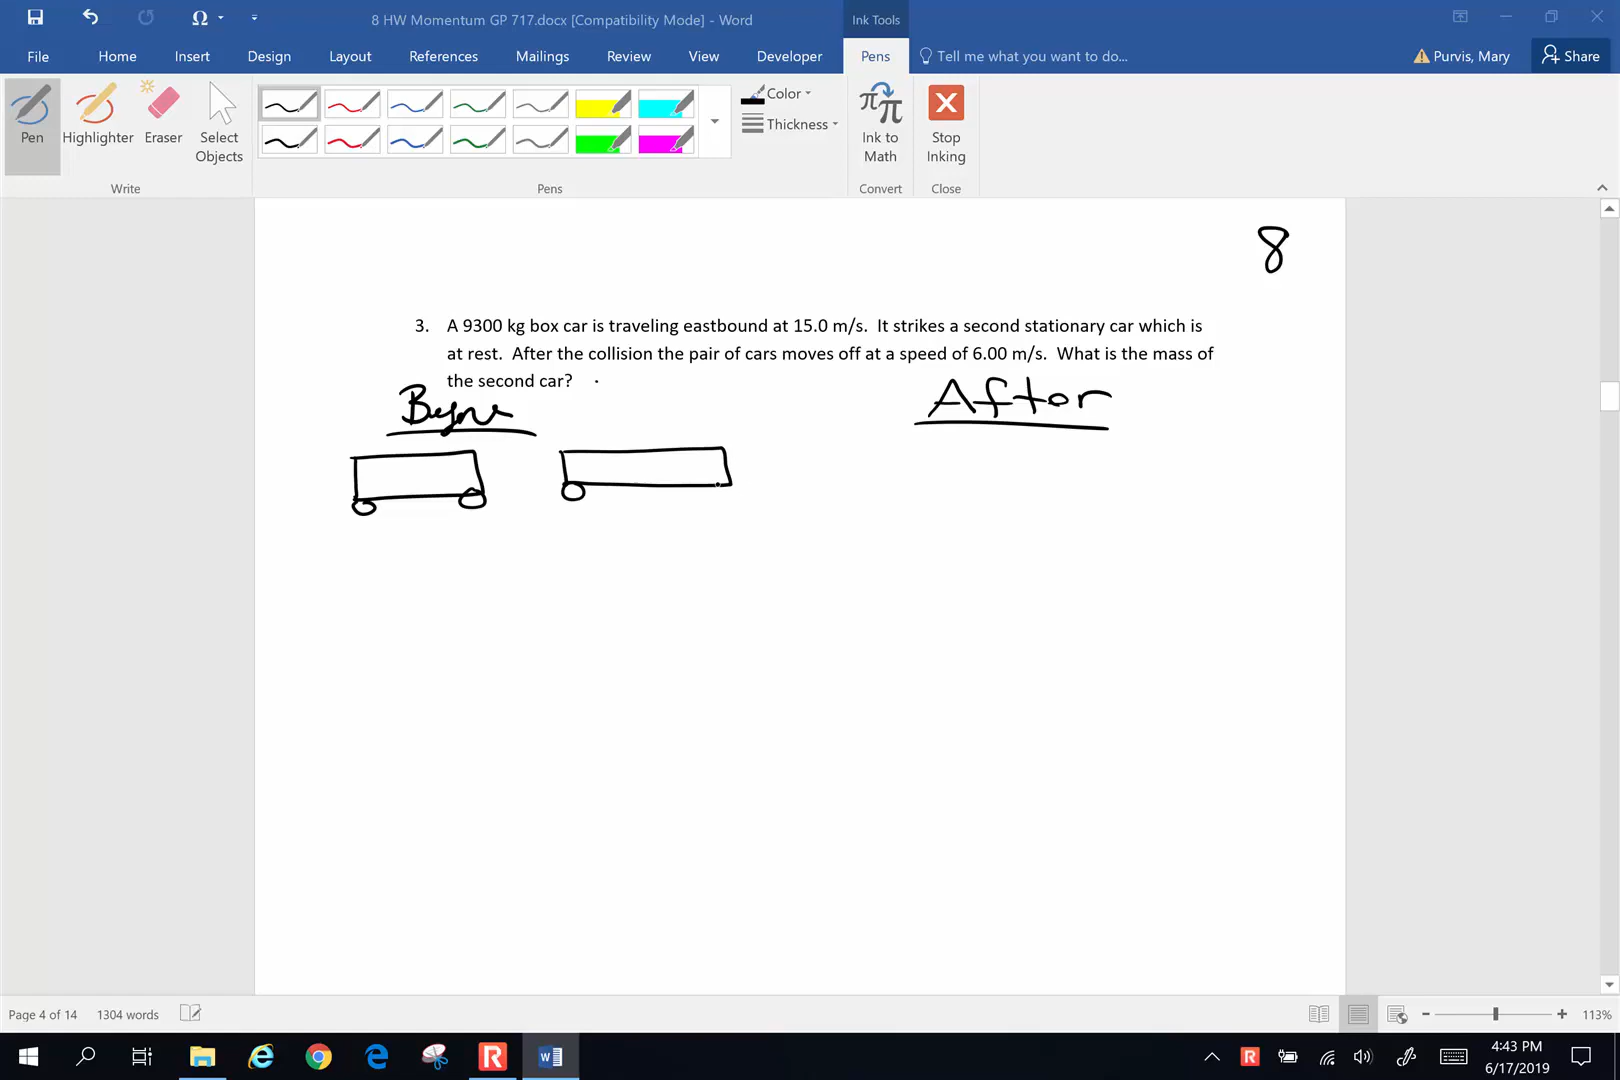 8 HW Momentum GP 717.docx [Compatibility Mode] - Word
Ink Tools
File Home Insert Design Layout References Mailings Review View Developer Pens Tell me what you want to do... Purvis, Mary Share
Pen Highlighter Eraser Select Objects
Color
Thickness
Ink to Math
Stop Inking
Write Pens Convert Close
8
3. A 9300 kg box car is traveling eastbound at 15.0 m/s. It strikes a second stationary car which is
at rest. After the collision the pair of cars moves off at a speed of 6.00 m/s. What is the mass of
the second car?
Before After
Page 4 of 14 1304 words 113%
4:43 PM
6/17/2019